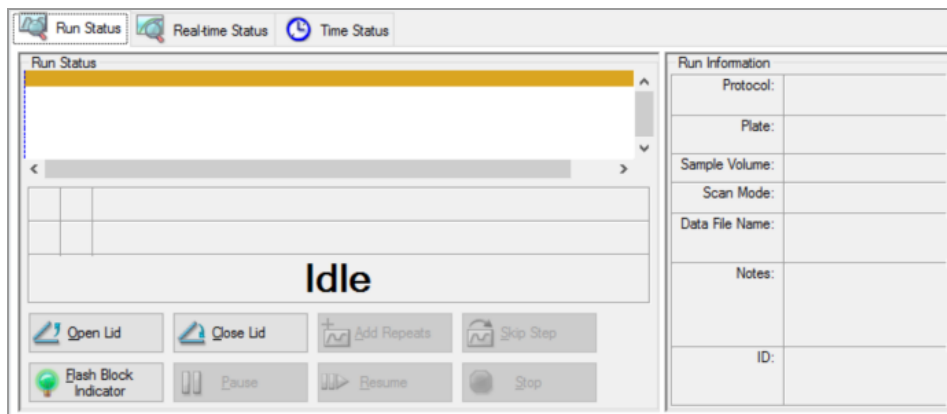 Run Status
Real-time Status
Time Status
Run Status
Idle
Open Lid
Close Lid
Add Repeats
Skip Step
Flash Block
Indicator
Pause
Resume
Stop
Run Information
Protocol:
Plate:
Sample Volume:
Scan Mode:
Data File Name:
Notes:
ID: